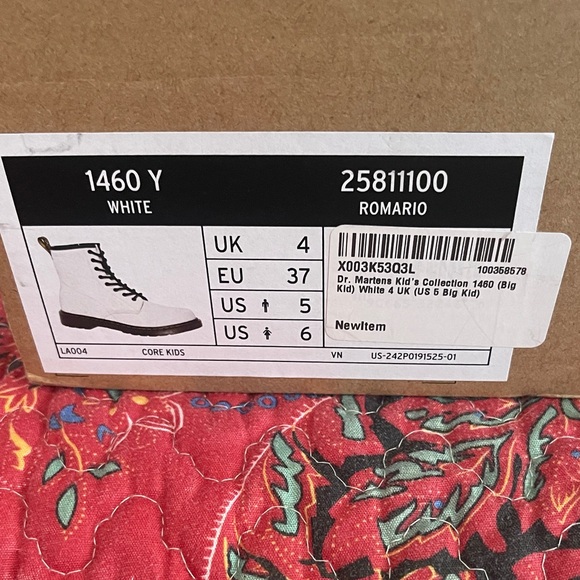 1460 Y
WHITE
25811100
ROMARIO
UK 4
EU 37
US 5
US 6
X003K53Q3L 100358578
Dr. Martens Kid's Collection 1460 (Big
Kid) White 4 UK (US 5 Big Kid)
NewItem
LA004 CORE KIDS VN US-242P0191525-01